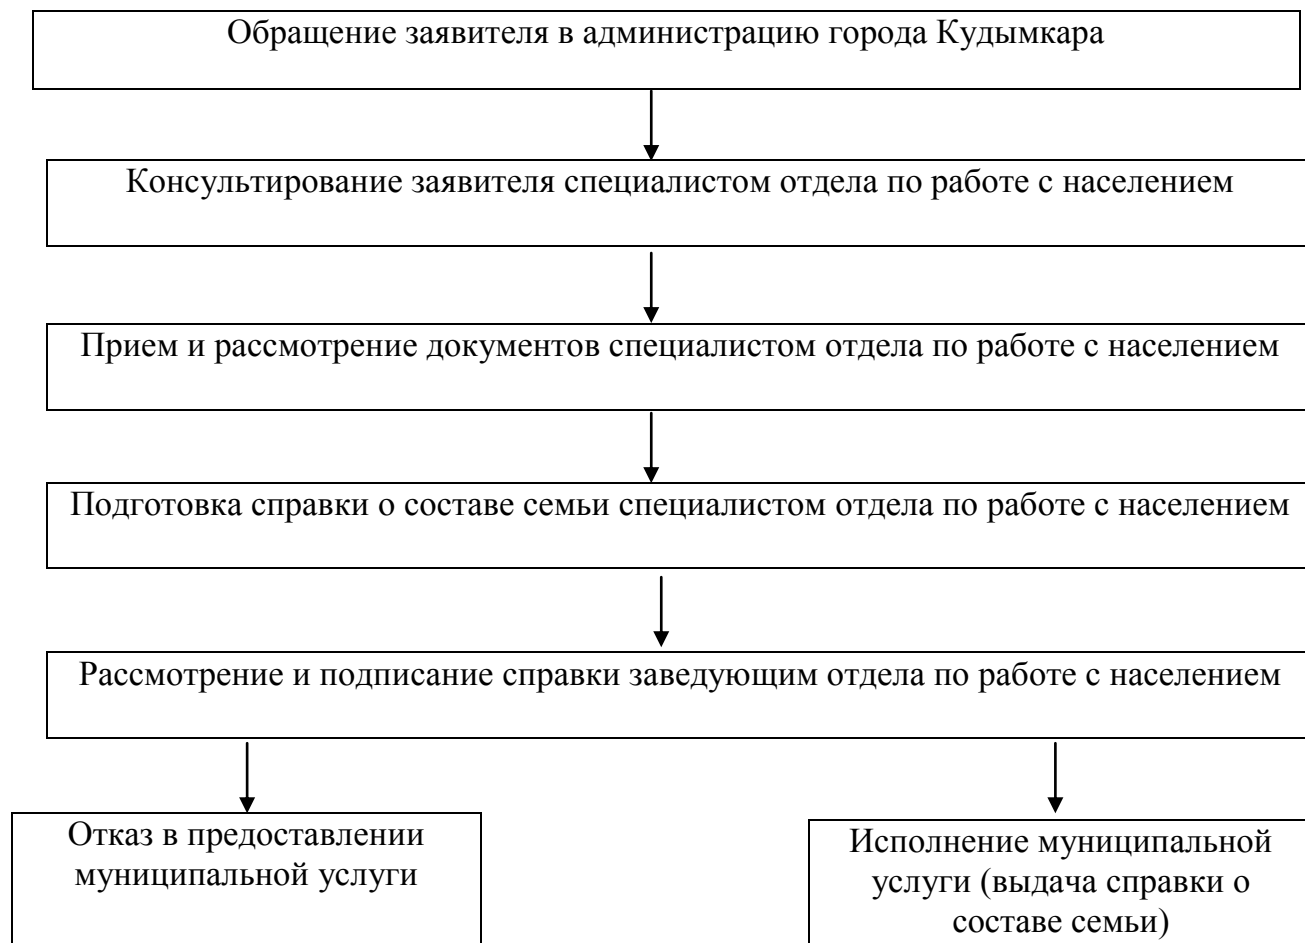 Обращение заявителя в администрацию города Кудымкара
Консультирование заявителя специалистом отдела по работе с населением
Прием и рассмотрение документов специалистом отдела по работе с населением
Подготовка справки о составе семьи специалистом отдела по работе с населением
Рассмотрение и подписание справки заведующим отдела по работе с населением
Отказ в предоставлении
муниципальной услуги
Исполнение муниципальной
услуги (выдача справки о
составе семьи)